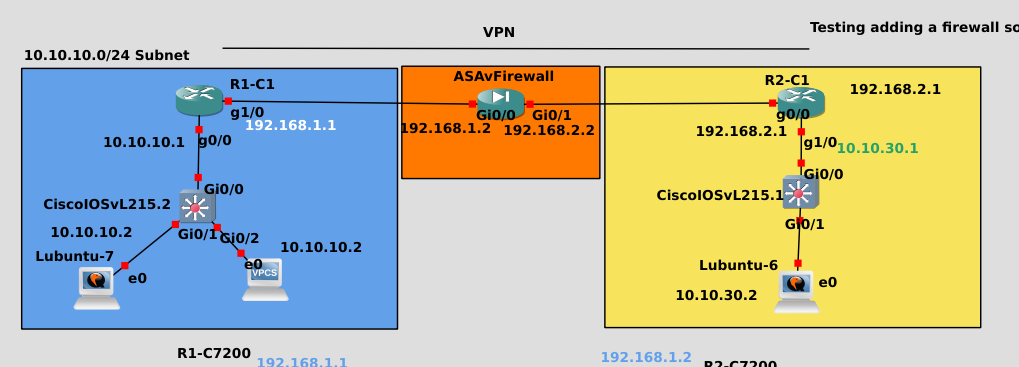 Testing adding a firewall so
VPN
10.10.10.0/24 Subnet
ASAvFirewall
R1-C1
R2-C1
192.168.2.1
g1/0
Gi0/0
Gi0/1
g0/0
192.168.1.1
192.168.1.2
192.168.2.2
192.168.2.1
10.10.10.1
g0/0
g1/0
10.10.30.1
Gi0/0
Gi0/0
CiscoIOSvL215.2
CiscoIOSvL215.1
10.10.10.2
Gi0/1
Gi0/2
Gi0/1
10.10.10.2
Lubuntu-7
e0
VPCS
Lubuntu-6
e0
e0
10.10.30.2
R1-C7200
192.168.1.1
192.168.1.2
R2-C7200